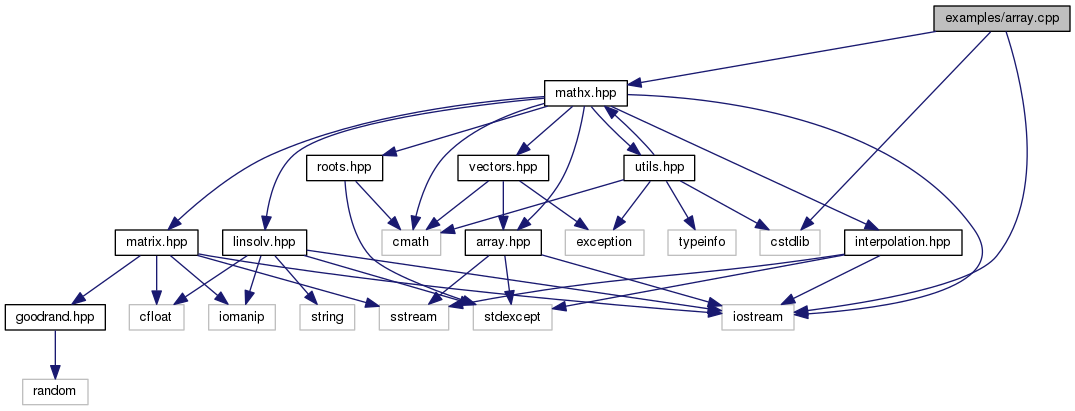 examples/array.cpp
mathx.hpp
roots.hpp
vectors.hpp
utils.hpp
matrix.hpp
linsolv.hpp
cmath
array.hpp
exception
typeinfo
cstdlib
interpolation.hpp
goodrand.hpp
cfloat
iomanip
string
sstream
stdexcept
iostream
random